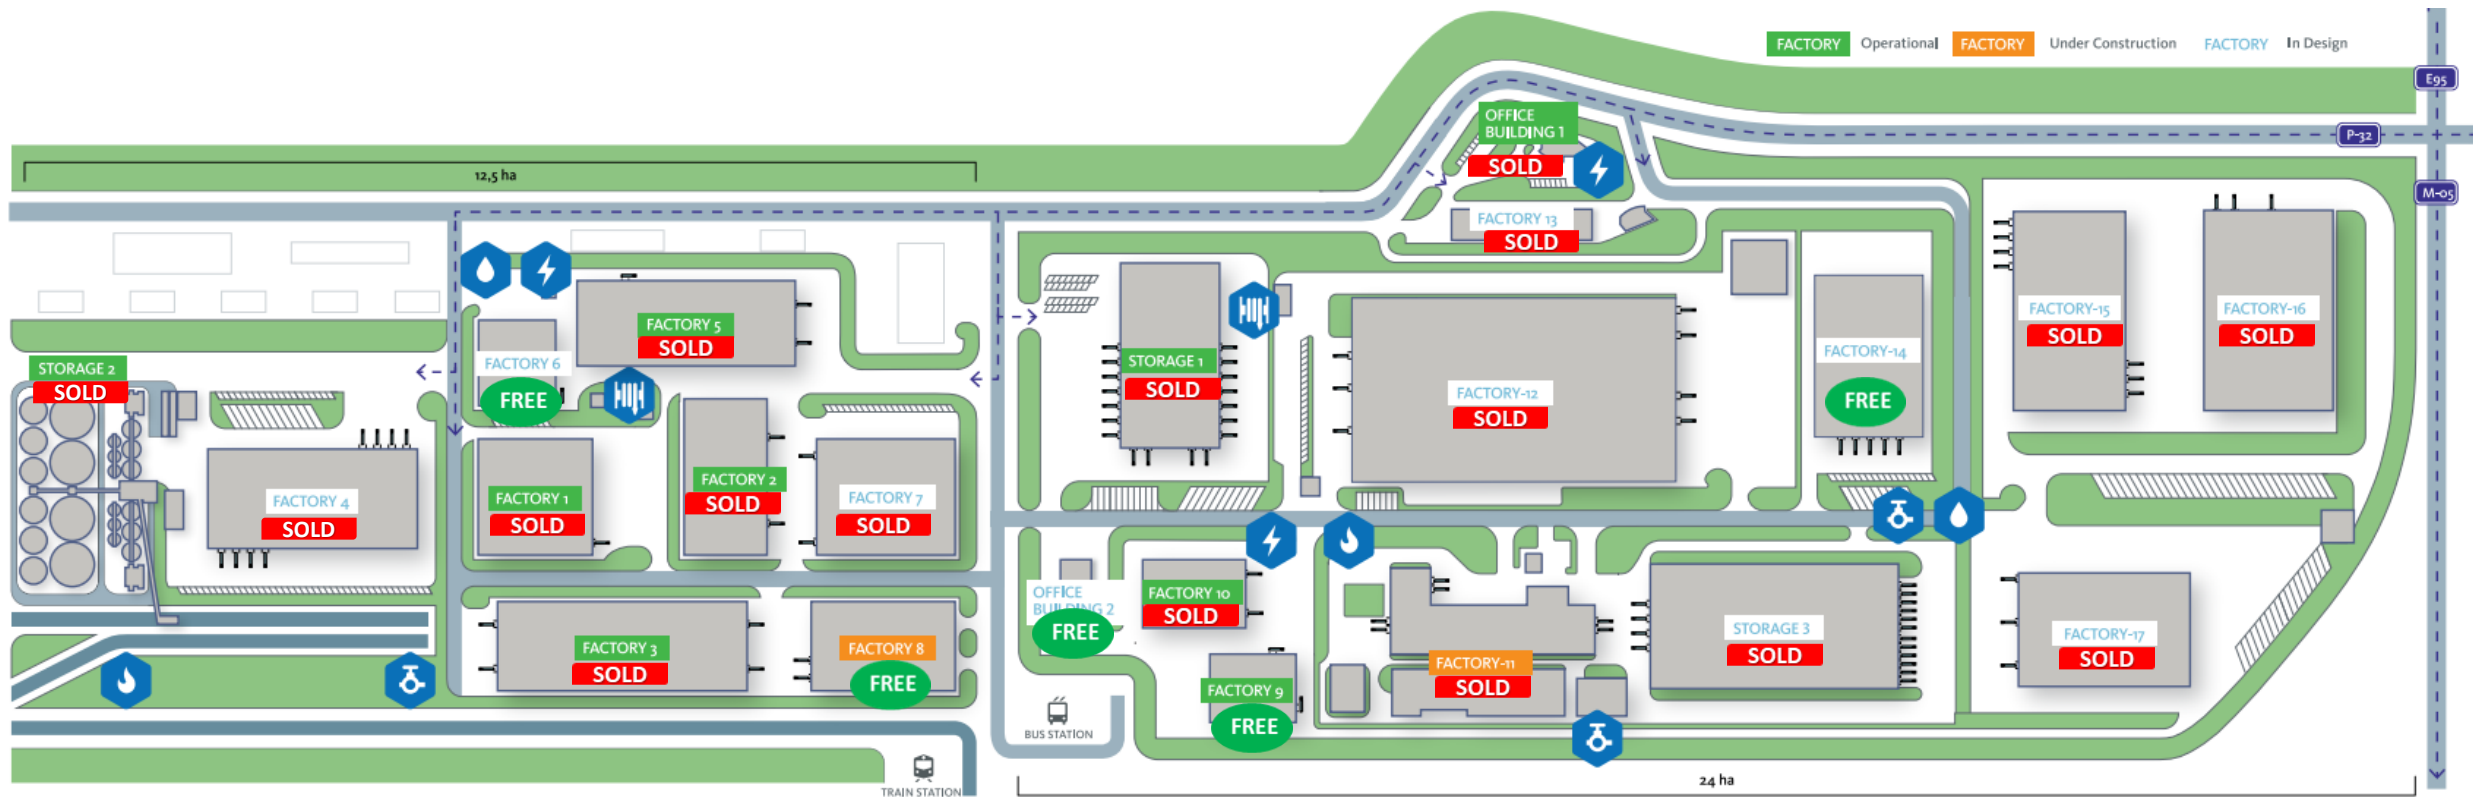 FACTORY Operational FACTORY Under Construction FACTORY In Design
E95
P-32
M-05
12,5 ha
OFFICE
BUILDING 1
SOLD
FACTORY 13
SOLD
FACTORY 5
SOLD
FACTORY 6
FREE
STORAGE 2
SOLD
STORAGE 1
SOLD
FACTORY-12
SOLD
FACTORY-14
FREE
FACTORY-15
SOLD
FACTORY-16
SOLD
FACTORY 4
SOLD
FACTORY 1
SOLD
FACTORY 2
SOLD
FACTORY 7
SOLD
OFFICE
BUILDING 2
FREE
FACTORY 10
SOLD
FACTORY 3
SOLD
FACTORY 8
FREE
FACTORY 9
FREE
FACTORY-11
SOLD
STORAGE 3
SOLD
FACTORY-17
SOLD
BUS STATION
TRAIN STATION
24 ha